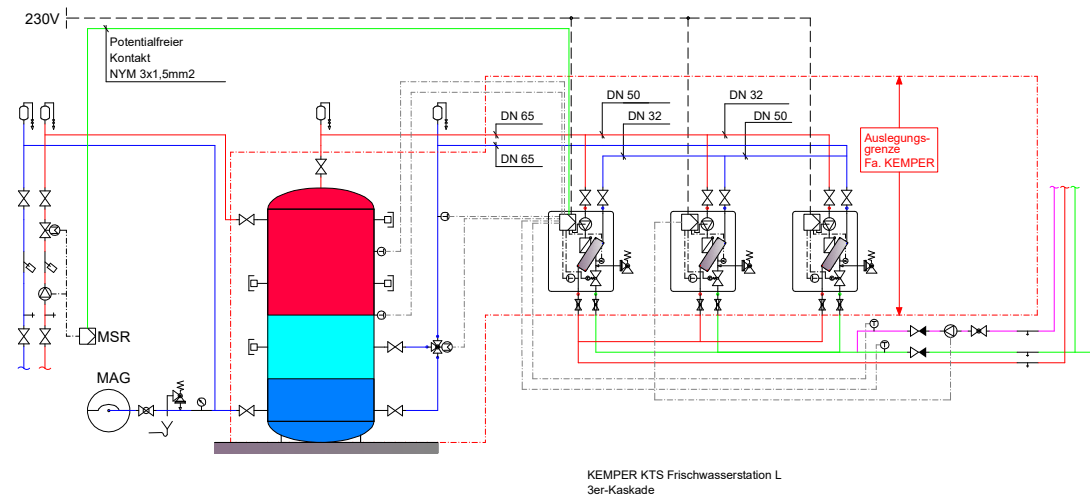 230V
Potentialfreier
Kontakt
NYM 3x1,5mm2
DN 50
DN 32
DN 65
DN 32
DN 50
DN 65
Auslegungs-
grenze
Fa. KEMPER
MSR
MAG
KEMPER KTS Frischwasserstation L
3er-Kaskade